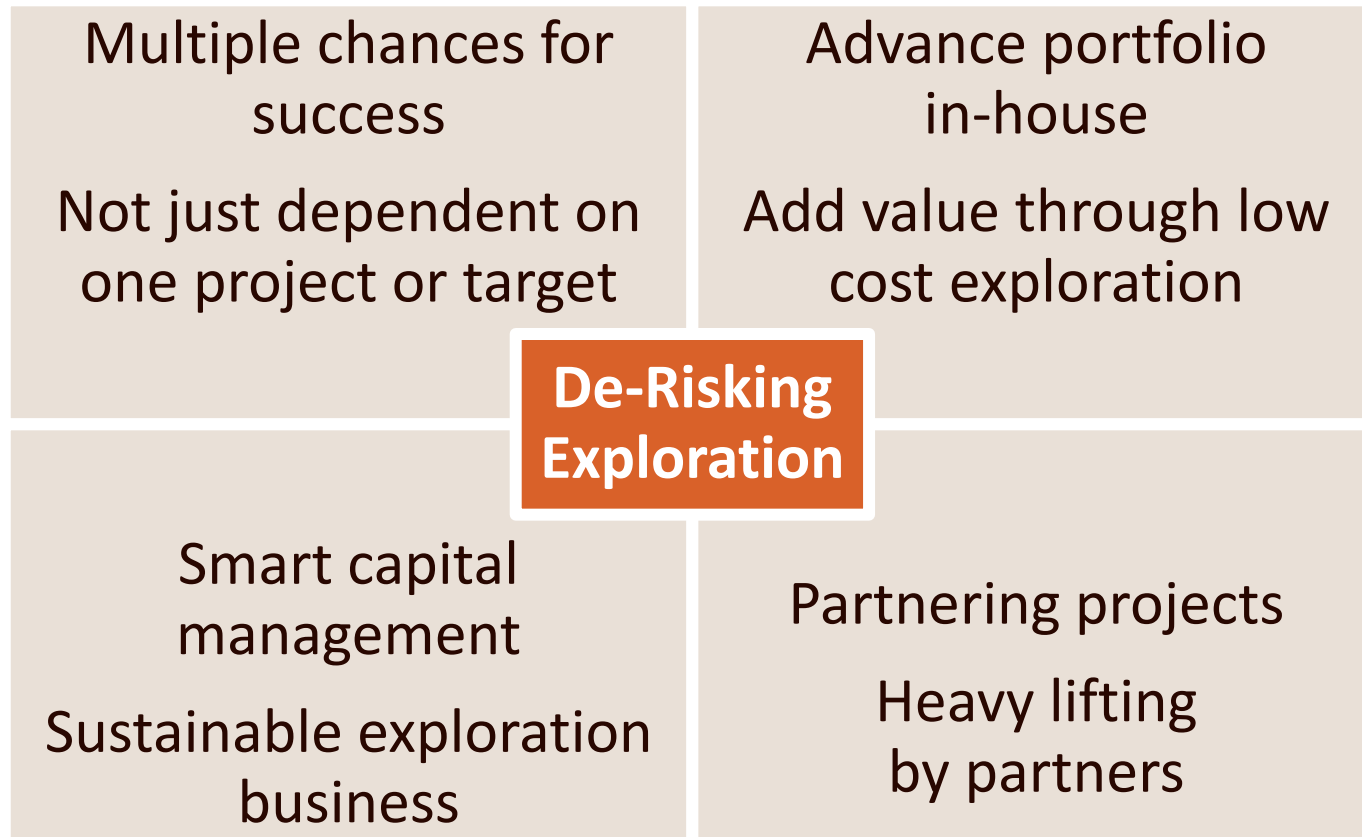 Multiple chances for
success
Not just dependent on
one project or target
Advance portfolio
in-house
Add value through low
cost exploration
De-Risking
Exploration
Smart capital
management
Sustainable exploration
business
Partnering projects
Heavy lifting
by partners